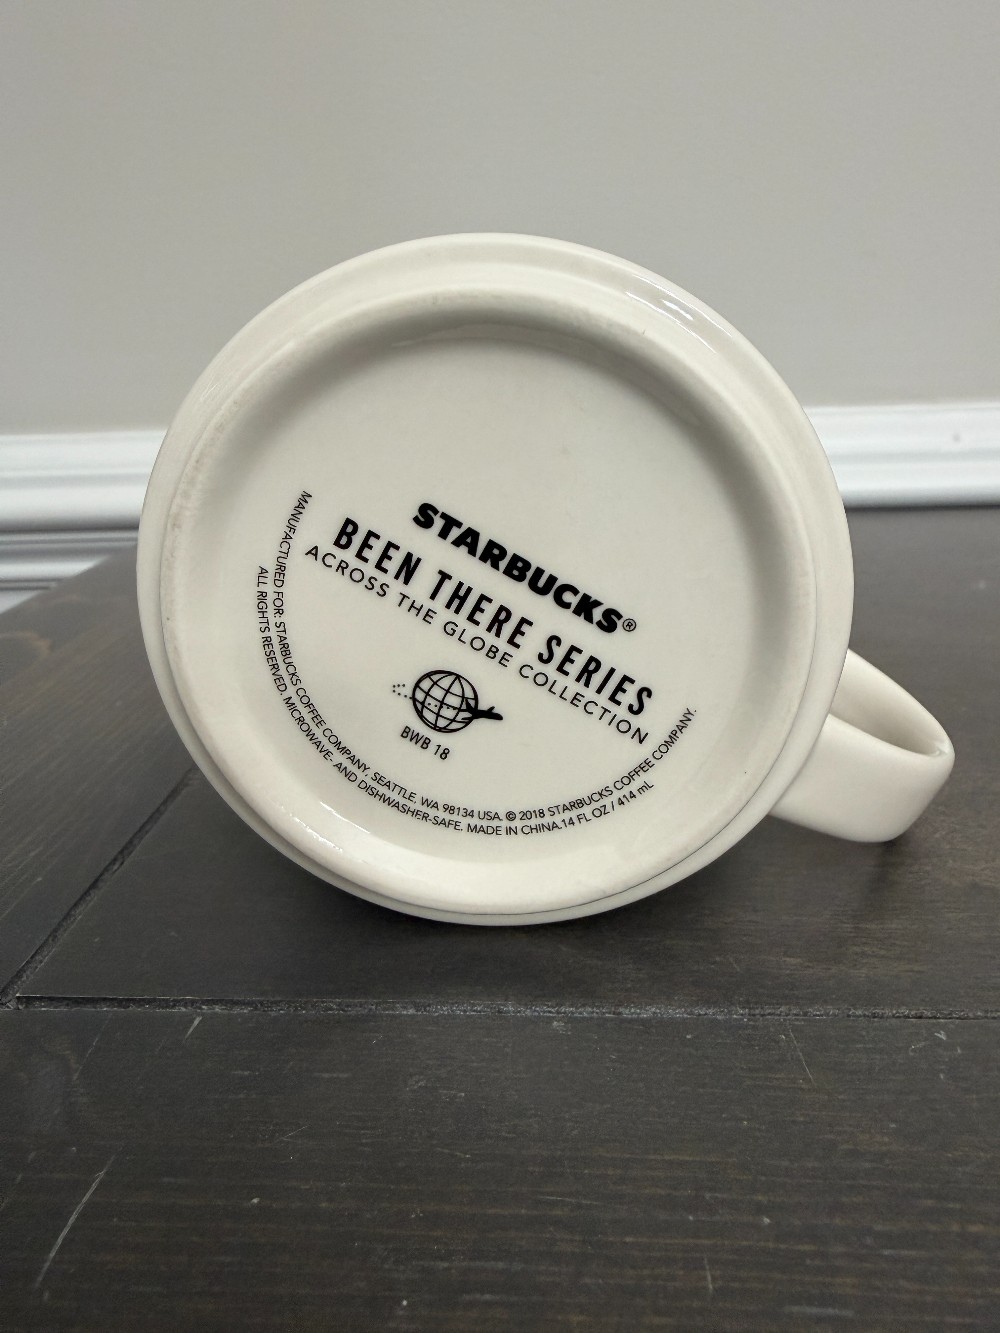 STARBUCKS®
BEEN THERE SERIES
ACROSS THE GLOBE COLLECTION
BWB 18
MANUFACTURED FOR: STARBUCKS COFFEE COMPANY, SEATTLE, WA 98134 USA. © 2018 STARBUCKS COFFEE COMPANY.
ALL RIGHTS RESERVED. MICROWAVE- AND DISHWASHER-SAFE. MADE IN CHINA.14 FL OZ / 414 mL